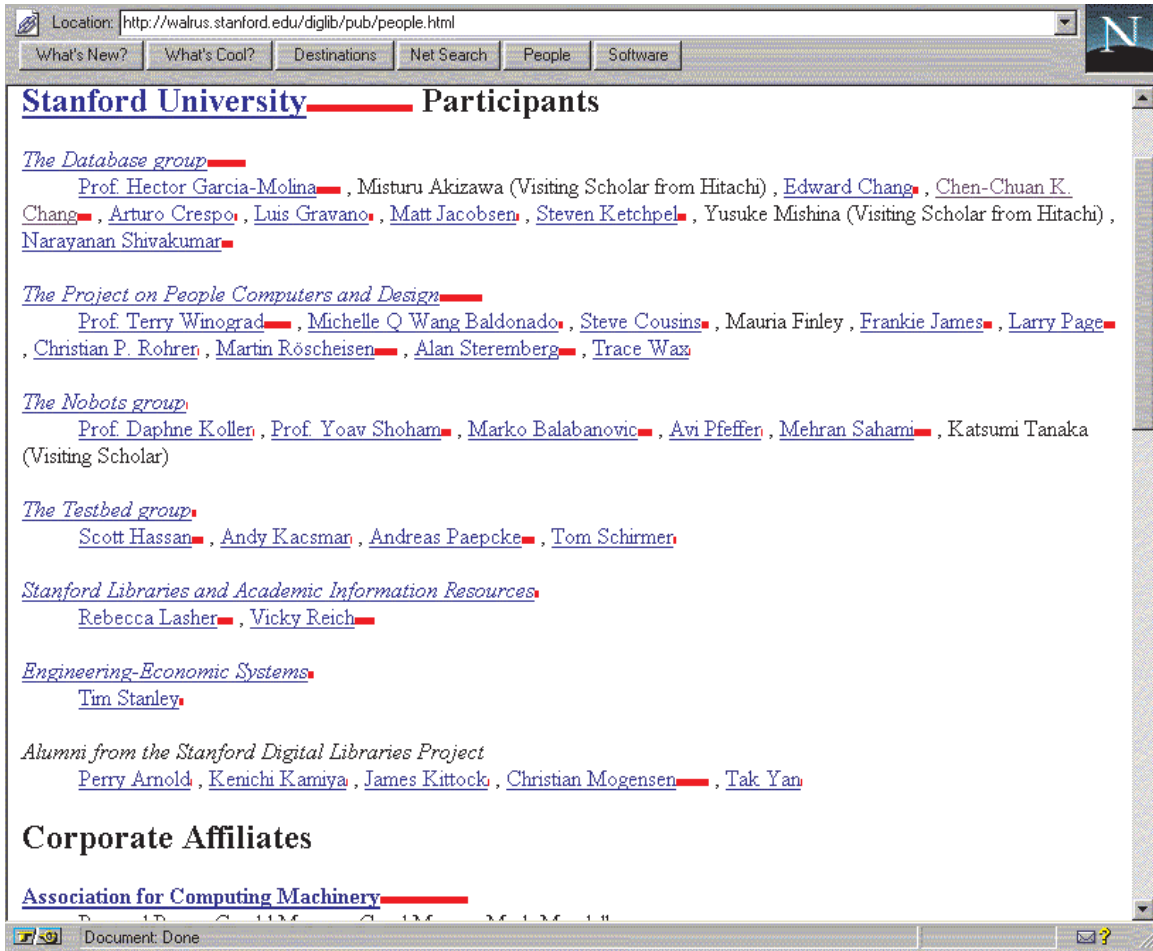 Location: http://walrus.stanford.edu/diglib/pub/people.html
N
What's New? What's Cool? Destinations Net Search People Software
Stanford University Participants
The Database group
Prof. Hector Garcia-Molina , Misturu Akizawa (Visiting Scholar from Hitachi) , Edward Chang , Chen-Chuan K.
Chang , Arturo Crespo , Luis Gravano , Matt Jacobsen , Steven Ketchpel , Yusuke Mishina (Visiting Scholar from Hitachi) ,
Narayanan Shivakumar
The Project on People Computers and Design
Prof. Terry Winograd , Michelle Q Wang Baldonado , Steve Cousins , Mauria Finley , Frankie James , Larry Page
, Christian P. Rohrer , Martin Röscheisen , Alan Steremberg , Trace Wax
The Nobots group
Prof. Daphne Koller , Prof. Yoav Shoham , Marko Balabanovic , Avi Pfeffer , Mehran Sahami , Katsumi Tanaka
(Visiting Scholar)
The Testbed group
Scott Hassan , Andy Kacsmar , Andreas Paepcke , Tom Schirmer
Stanford Libraries and Academic Information Resources
Rebecca Lasher , Vicky Reich
Engineering-Economic Systems
Tim Stanley
Alumni from the Stanford Digital Libraries Project
Perry Arnold , Kenichi Kamiya , James Kittock , Christian Mogensen , Tak Yan
Corporate Affiliates
Association for Computing Machinery
Document: Done